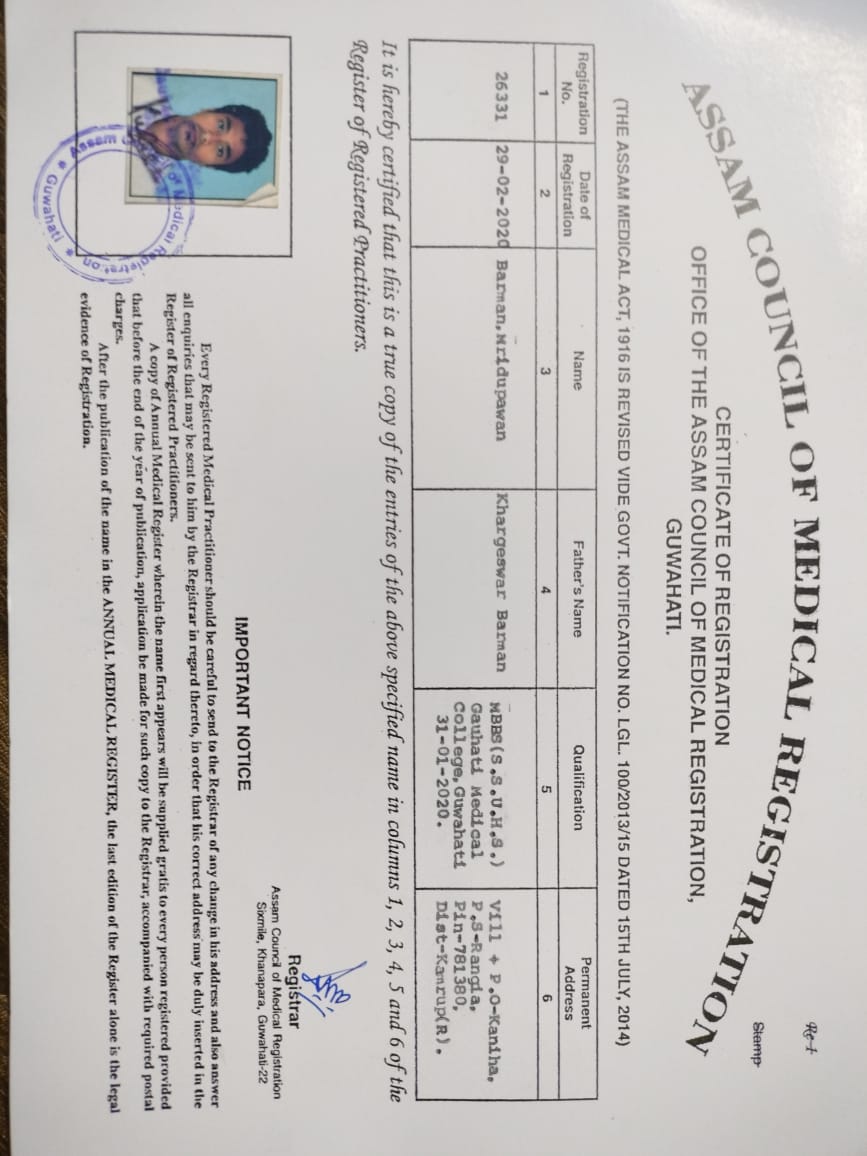 Re 1
Stamp
ASSAM COUNCIL OF MEDICAL REGISTRATION
CERTIFICATE OF REGISTRATION
OFFICE OF THE ASSAM COUNCIL OF MEDICAL REGISTRATION,
GUWAHATI.
(THE ASSAM MEDICAL ACT, 1916 IS REVISED VIDE GOVT. NOTIFICATION NO. LGL. 100/2013/15 DATED 15TH JULY, 2014)
Registration No. Date of Registration Name Father's Name Qualification Permanent Address
1 2 3 4 5 6
26331 29-02-2020 Barman,Mridupawan Khargeswar Barman MBBS(S.S.U.H.S.) Vill + P.O-Kaniha,
Gauhati Medical P.S-Rangia,
College,Guwahati Pin-781380,
31-01-2020. Dist-Kamrup(R).
It is hereby certified that this is a true copy of the entries of the above specified name in columns 1, 2, 3, 4, 5 and 6 of the
Register of Registered Practitioners.
Registrar
Assam Council of Medical Registration
Sixmile, Khanapara, Guwahati-22
IMPORTANT NOTICE
Every Registered Medical Practitioner should be careful to send to the Registrar of any change in his address and also answer
all enquiries that may be sent to him by the Registrar in regard thereto, in order that his correct address may be duly inserted in the
Register of Registered Practitioners.
A copy of Annual Medical Register wherein the name first appears will be supplied gratis to every person registered provided
that before the end of the year of publication, application be made for such copy to the Registrar, accompanied with required postal
charges.
After the publication of the name in the ANNUAL MEDICAL REGISTER, the last edition of the Register alone is the legal
evidence of Registration.
Assam of Medical Registration
* Guwahati *